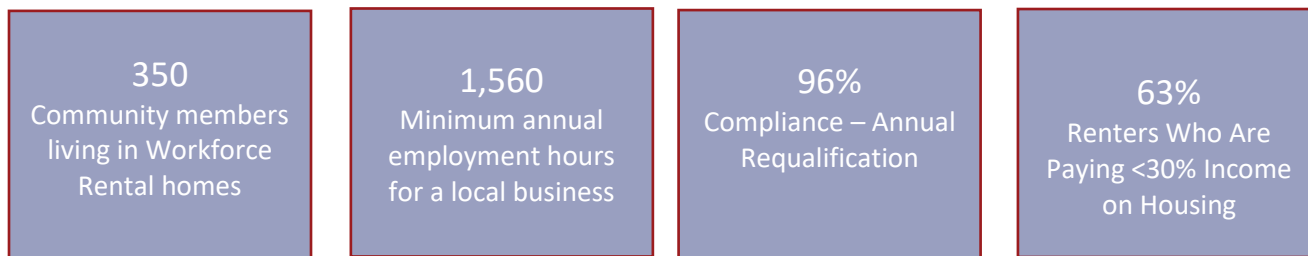 350
Community members
living in Workforce
Rental homes
1,560
Minimum annual
employment hours
for a local business
96%
Compliance – Annual
Requalification
63%
Renters Who Are
Paying <30% Income
on Housing